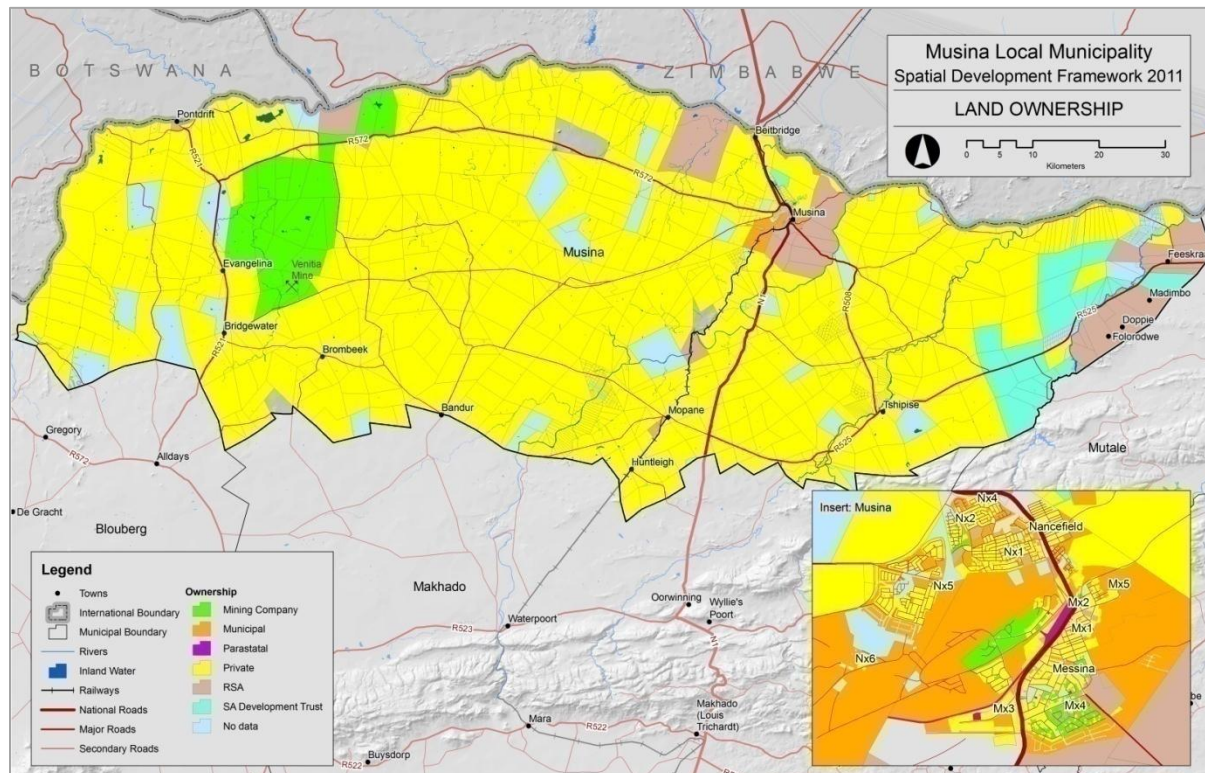 BOTSWANA
ZIMBABWE
Musina Local Municipality
Spatial Development Framework 2011
LAND OWNERSHIP
0 5 10 20 30
Kilometers
Pontdrift
R572
R521
Beitbridge
R572
Musina
Musina
Evangelina
Venitia
Mine
N1
R508
Feeskraal
Madimbo
R525
Doppie
Folorodwe
Bridgewater
R521
Brombeek
Bandur
Mopane
Tshipise
R525
Huntleigh
Mutale
Gregory
R572
Alldays
De Gracht
Blouberg
Makhado
Oorwinning
Wyllie's
Poort
Waterpoort
R523
N1
Makhado
(Louis
Trichardt)
Mara
R522
R522
Buysdorp
Legend
Towns
International Boundary
Municipal Boundary
Rivers
Inland Water
Railways
National Roads
Major Roads
Secondary Roads
Ownership
Mining Company
Municipal
Parastatal
Private
RSA
SA Development Trust
No data
Insert: Musina
Nx4
Nx2
Nancefield
Nx1
Nx5
Mx5
Mx2
Mx1
Nx6
Messina
Mx3
Mx4
be